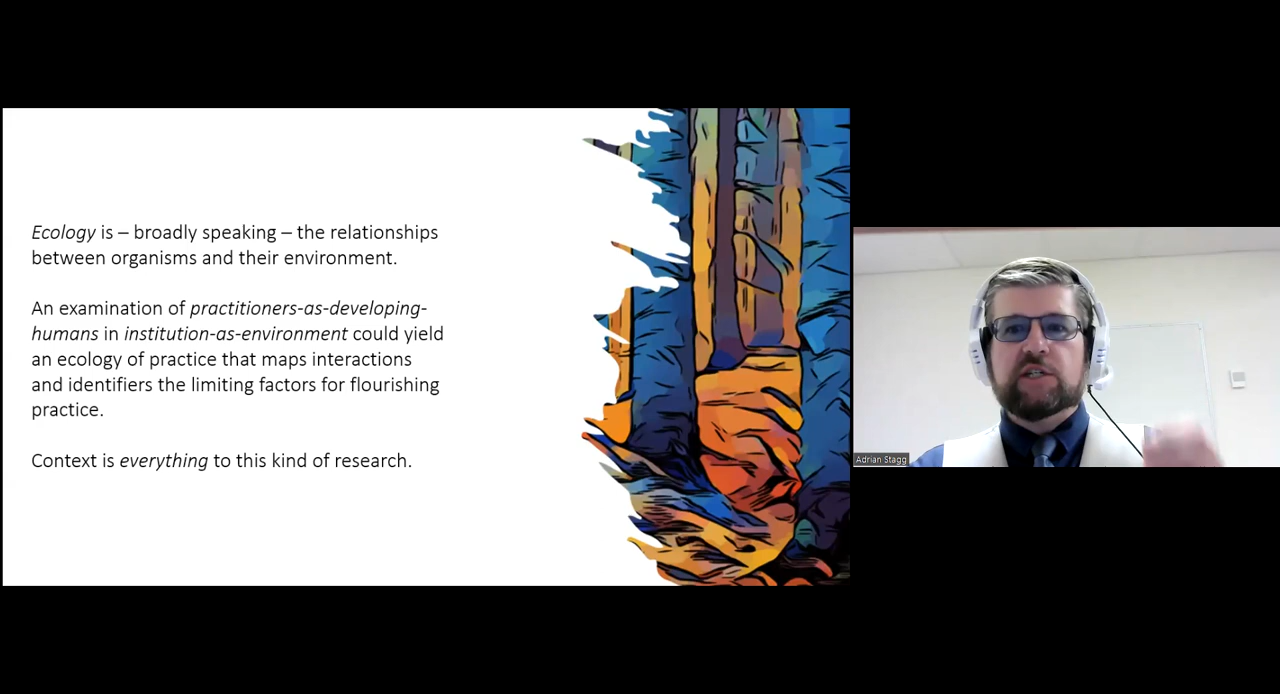 Ecology is – broadly speaking – the relationships
between organisms and their environment.
An examination of practitioners-as-developing-
humans in institution-as-environment could yield
an ecology of practice that maps interactions
and identifiers the limiting factors for flourishing
practice.
Context is everything to this kind of research.
Adrian Stagg